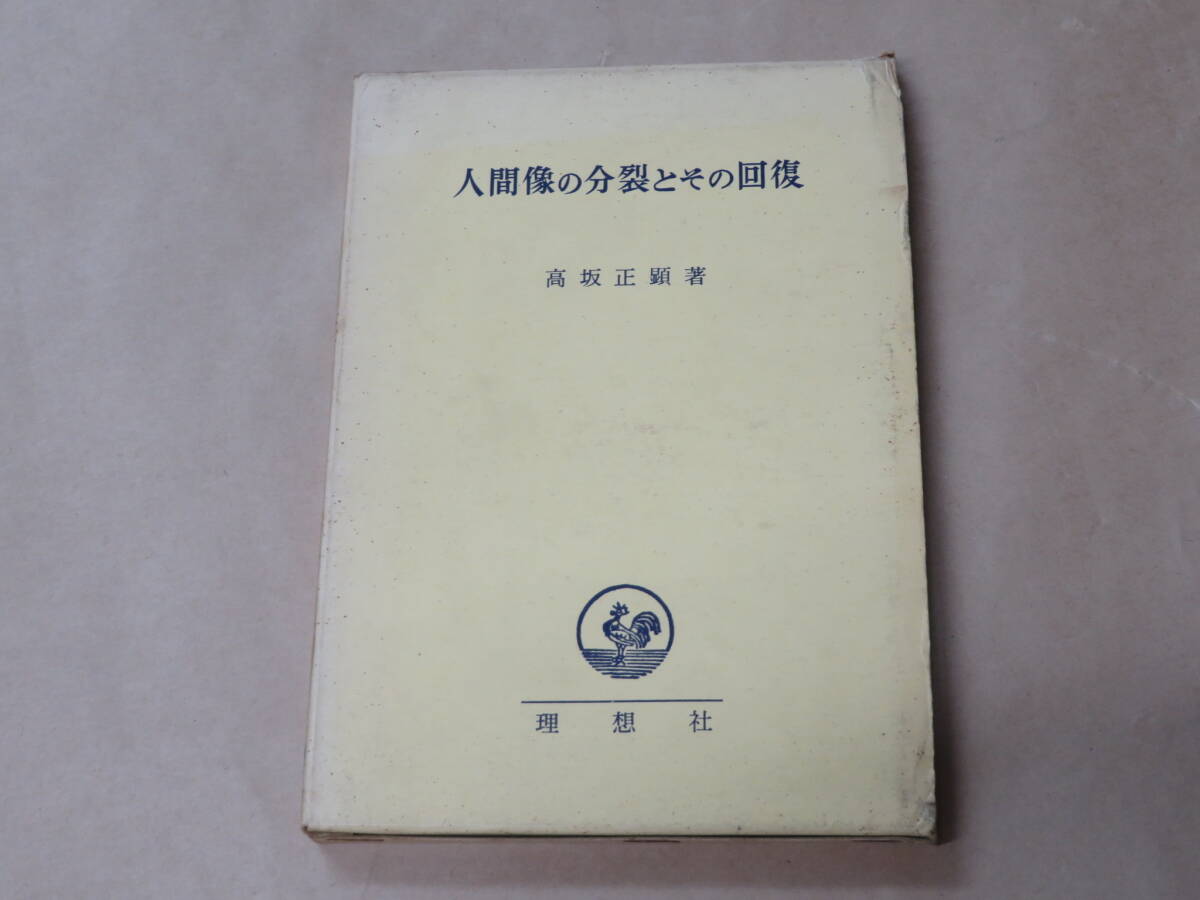 人間像の分裂とその回復
高坂正顕著
理想社